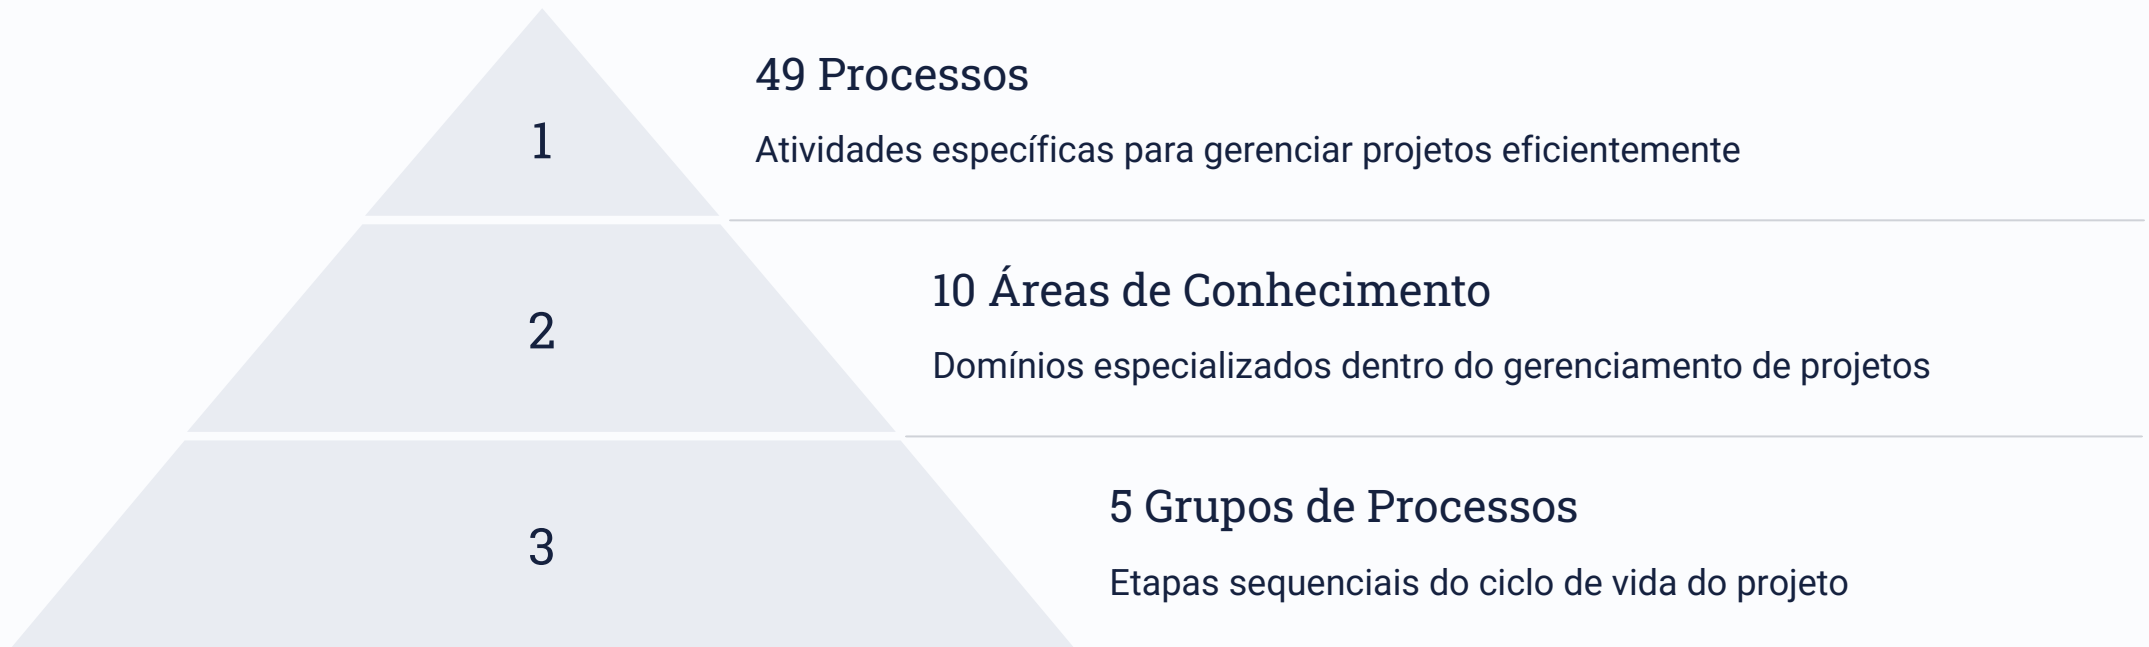 1
49 Processos
Atividades específicas para gerenciar projetos eficientemente
2
10 Áreas de Conhecimento
Domínios especializados dentro do gerenciamento de projetos
3
5 Grupos de Processos
Etapas sequenciais do ciclo de vida do projeto